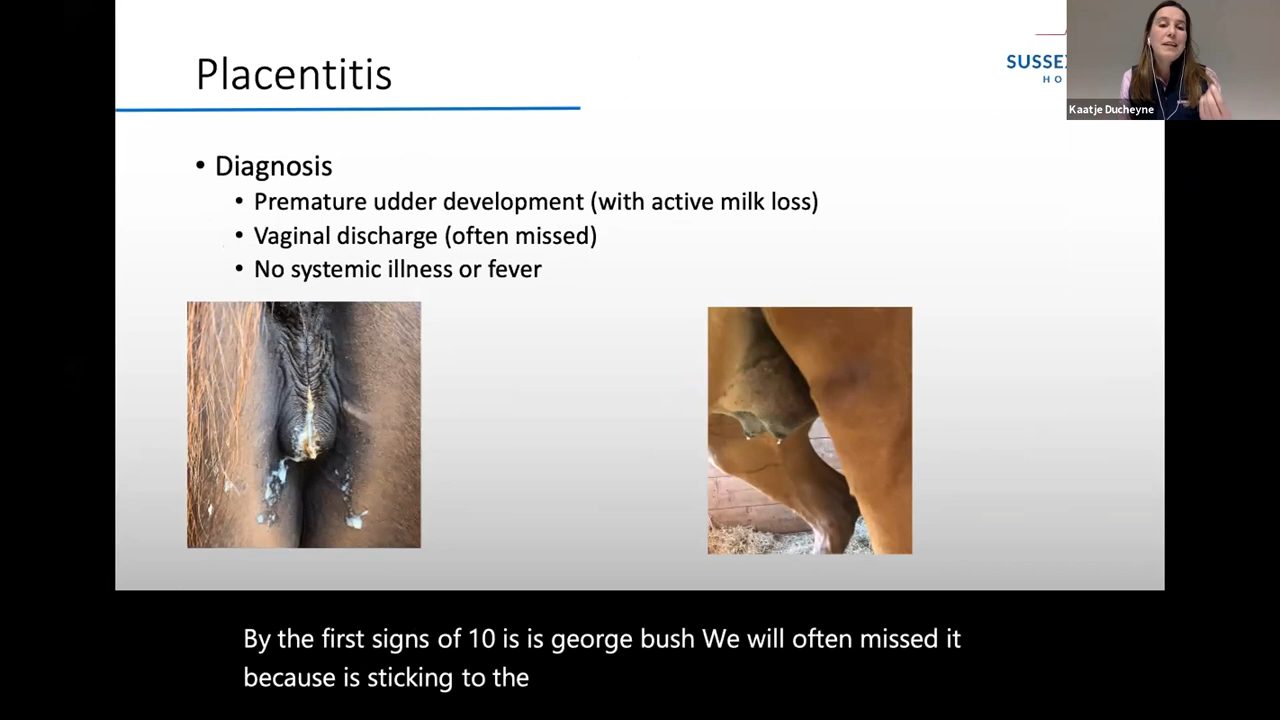 Placentitis
SUSSE
HO
Kaatje Ducheyne
• Diagnosis
• Premature udder development (with active milk loss)
• Vaginal discharge (often missed)
• No systemic illness or fever
By the first signs of 10 is is george bush We will often missed it
because is sticking to the